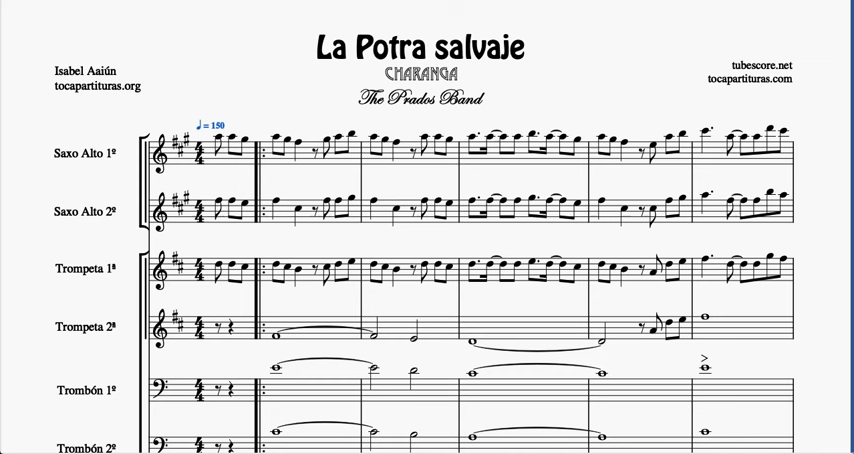 La Potra salvaje
Isabel Aaiún
tocapartituras.org
CHARANGA
The Prados Band
tubescore.net
tocapartituras.com
♩ = 150
Saxo Alto 1º
Saxo Alto 2º
Trompeta 1ª
Trompeta 2ª
Trombón 1º
Trombón 2º